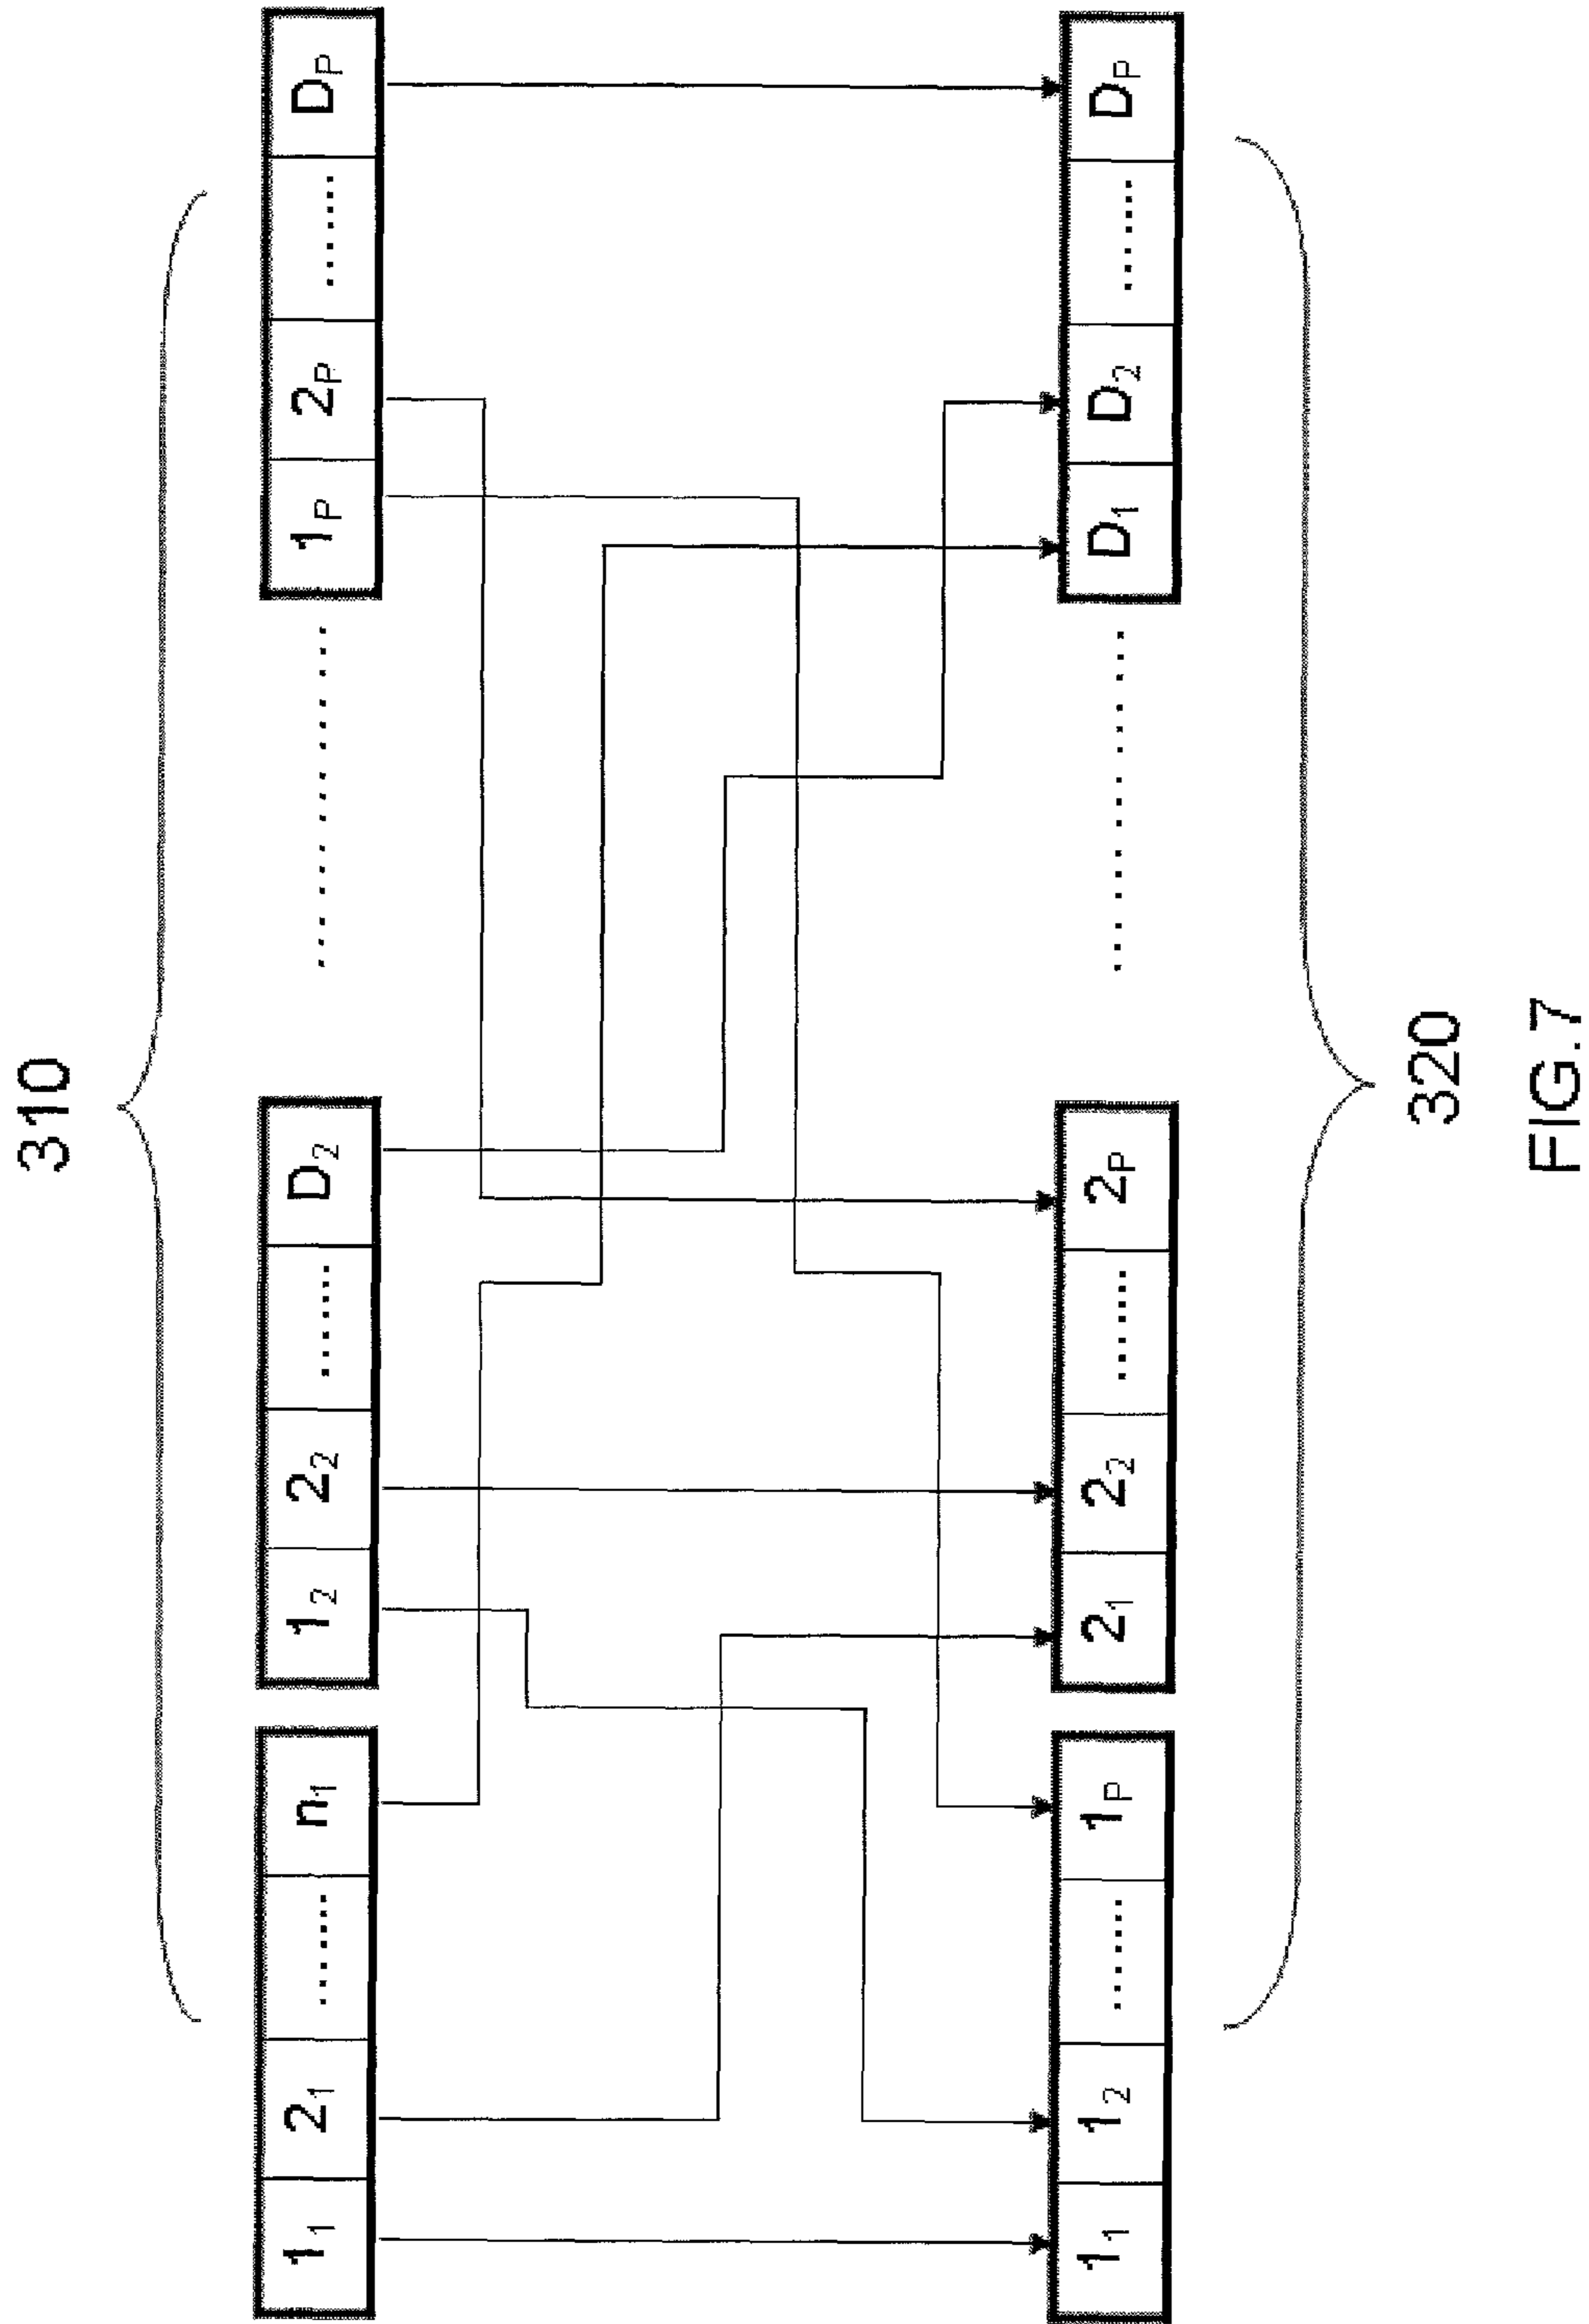 310
1₁ 2₁ ....... n₁ 1₂ 2₂ ....... D₂ ............... 1P 2P ....... DP
1₁ 1₂ ....... 1P 2₁ 2₂ ....... 2P ............... D₁ D₂ ....... DP
320
FIG.7